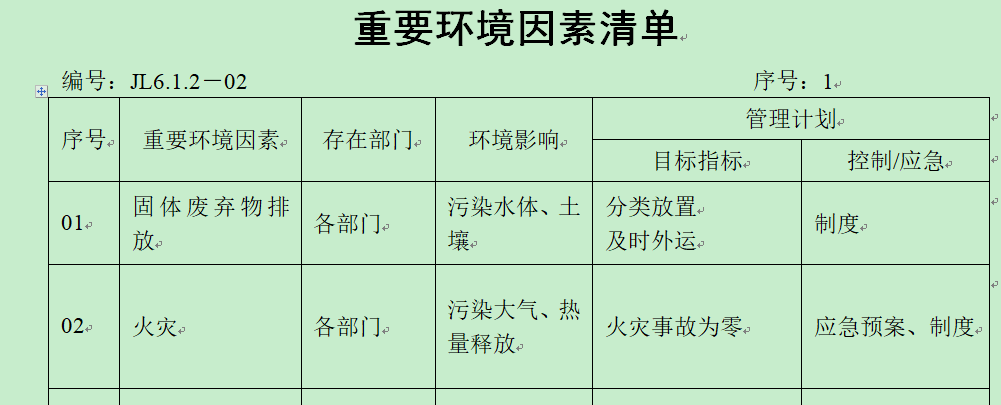 重要环境因素清单
编号：JL6.1.2－02 序号：1
序号 重要环境因素 存在部门 环境影响 管理计划
目标指标 控制/应急
01 固体废弃物排放 各部门 污染水体、土壤 分类放置 及时外运 制度
02 火灾 各部门 污染大气、热量释放 火灾事故为零 应急预案、制度